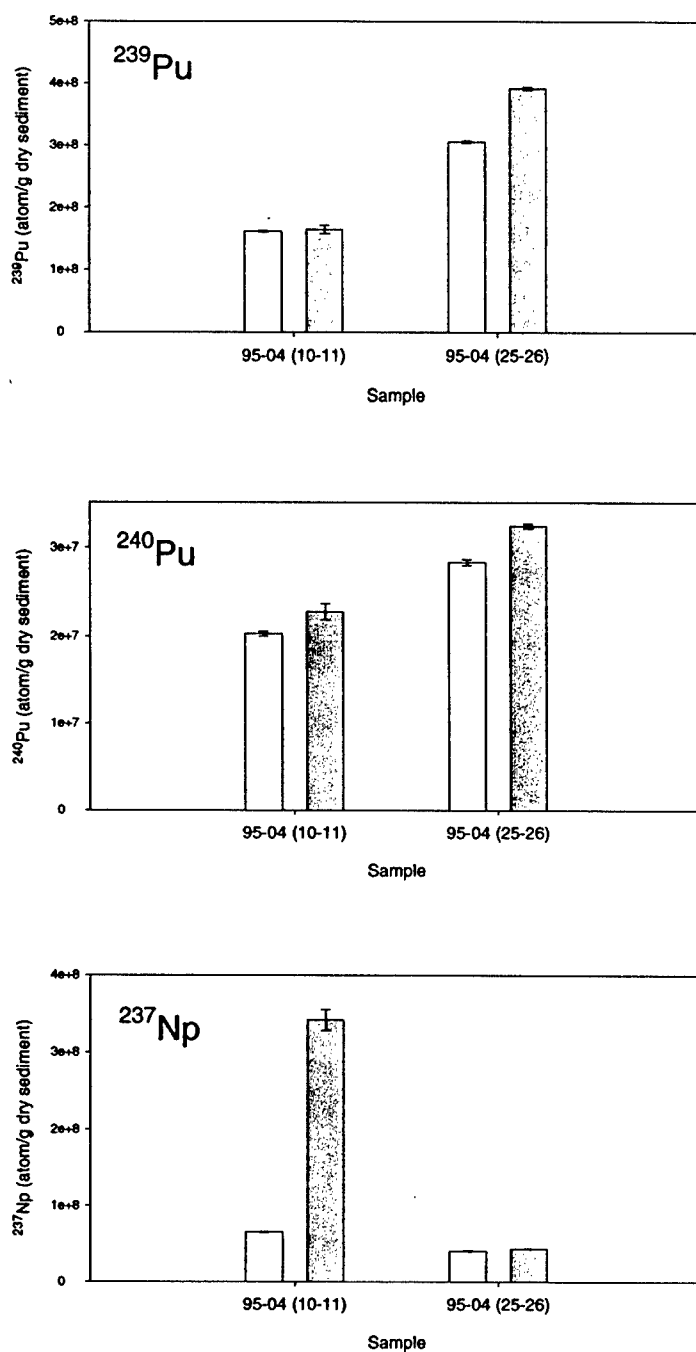 5e+8
²³⁹Pu
4e+8
3e+8
2e+8
1e+8
0
²³⁹Pu (atom/g dry sediment)
95-04 (10-11) 95-04 (25-26)
Sample
²⁴⁰Pu
3e+7
2e+7
1e+7
0
²⁴⁰Pu (atom/g dry sediment)
95-04 (10-11) 95-04 (25-26)
Sample
4e+8
²³⁷Np
3e+8
2e+8
1e+8
0
²³⁷Np (atom/g dry sediment)
95-04 (10-11) 95-04 (25-26)
Sample